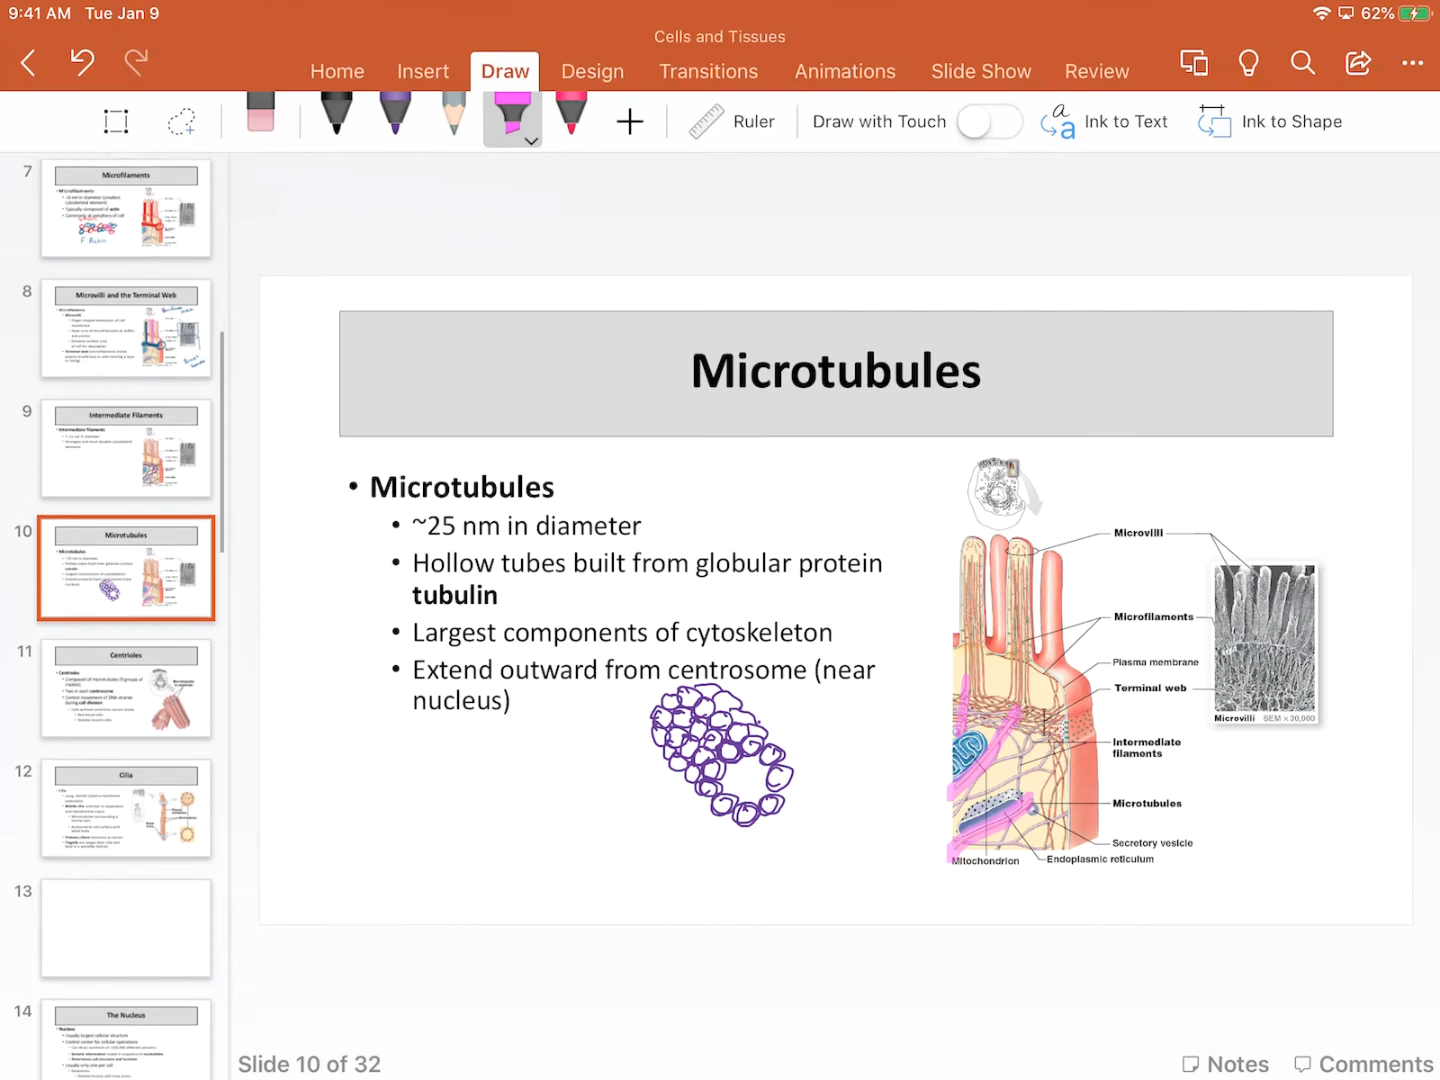 9:41 AM Tue Jan 9
62%
Cells and Tissues
Home Insert Draw Design Transitions Animations Slide Show Review
Ruler Draw with Touch Ink to Text Ink to Shape
7
Microfilaments
8
Microvilli and the Terminal Web
9
Intermediate Filaments
10
Microtubules
11
Centrioles
12
Cilia
13
14
The Nucleus
Microtubules
• Microtubules
• ~25 nm in diameter
• Hollow tubes built from globular protein
tubulin
• Largest components of cytoskeleton
• Extend outward from centrosome (near
nucleus)
Microvilli
Microfilaments
Plasma membrane
Terminal web
Microvilli SEM × 30,000
Intermediate
filaments
Microtubules
Secretory vesicle
Mitochondrion Endoplasmic reticulum
Slide 10 of 32
Notes Comments